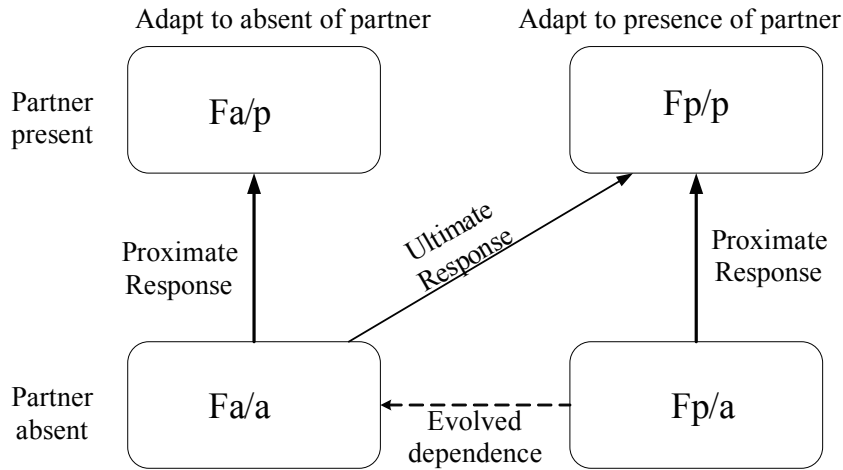 Adapt to absent of partner
Adapt to presence of partner
Partner
present
Fa/p
Fp/p
Proximate
Response
Ultimate
Response
Proximate
Response
Partner
absent
Fa/a
Evolved
dependence
Fp/a